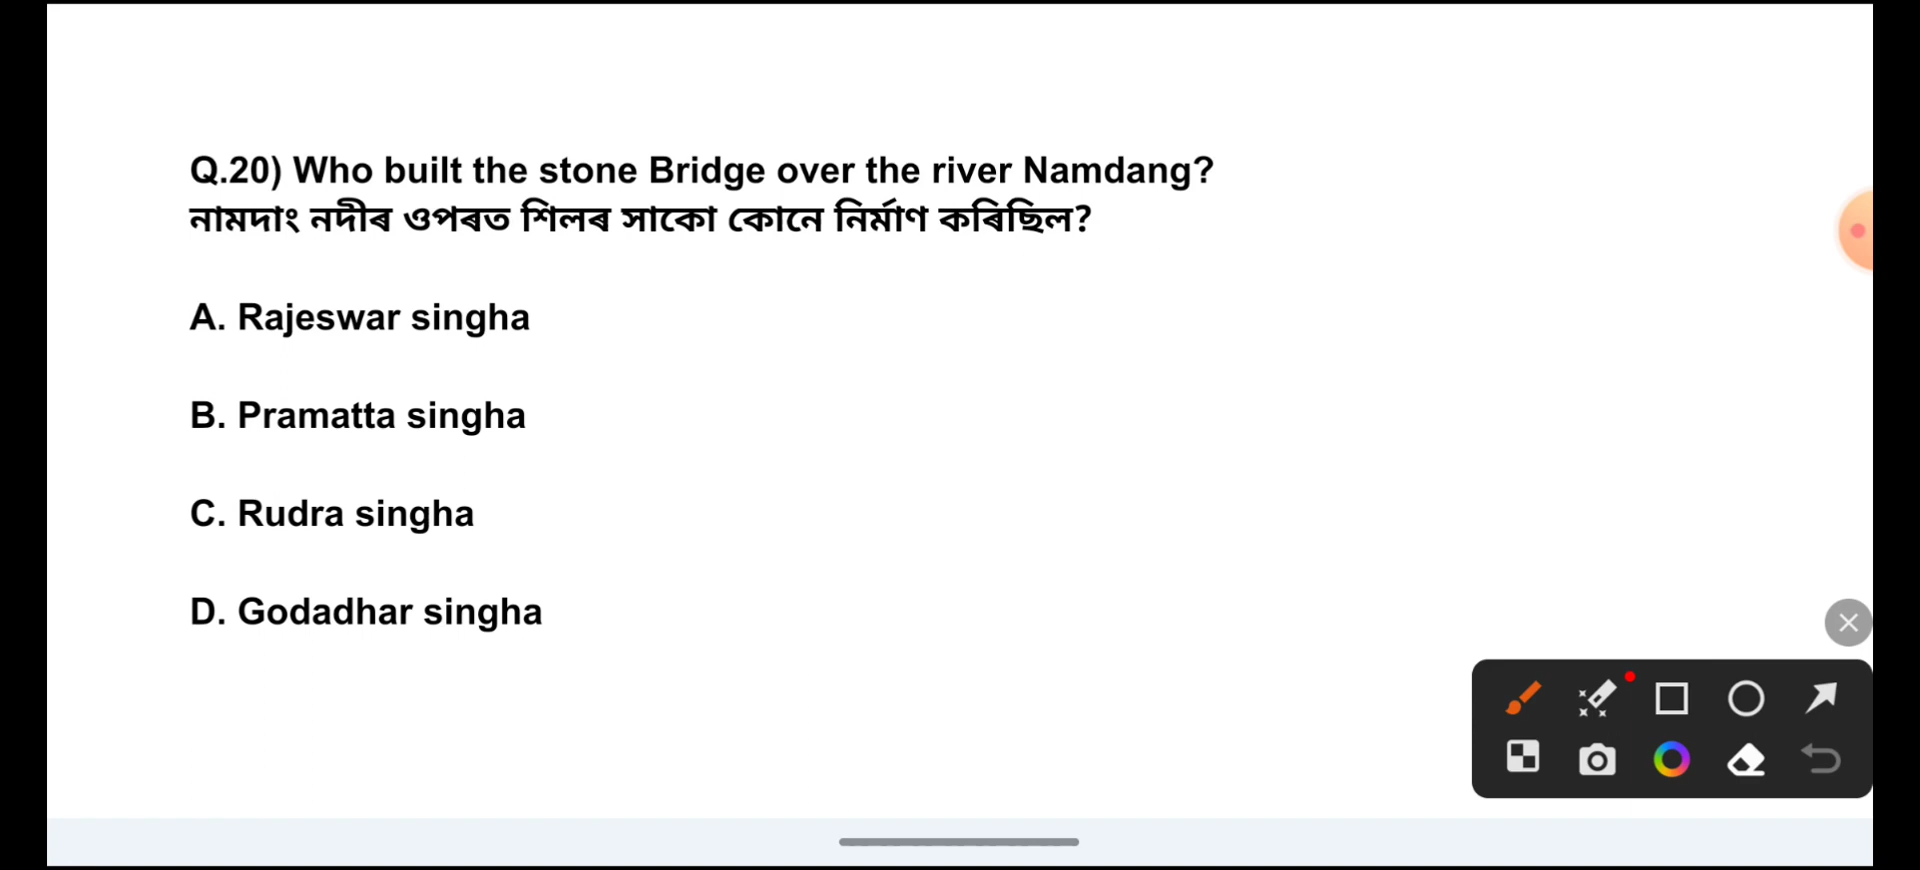 Q.20) Who built the stone Bridge over the river Namdang?
নামদাং নদীৰ ওপৰত শিলৰ সাকো কোনে নিৰ্মাণ কৰিছিল?
A. Rajeswar singha
B. Pramatta singha
C. Rudra singha
D. Godadhar singha